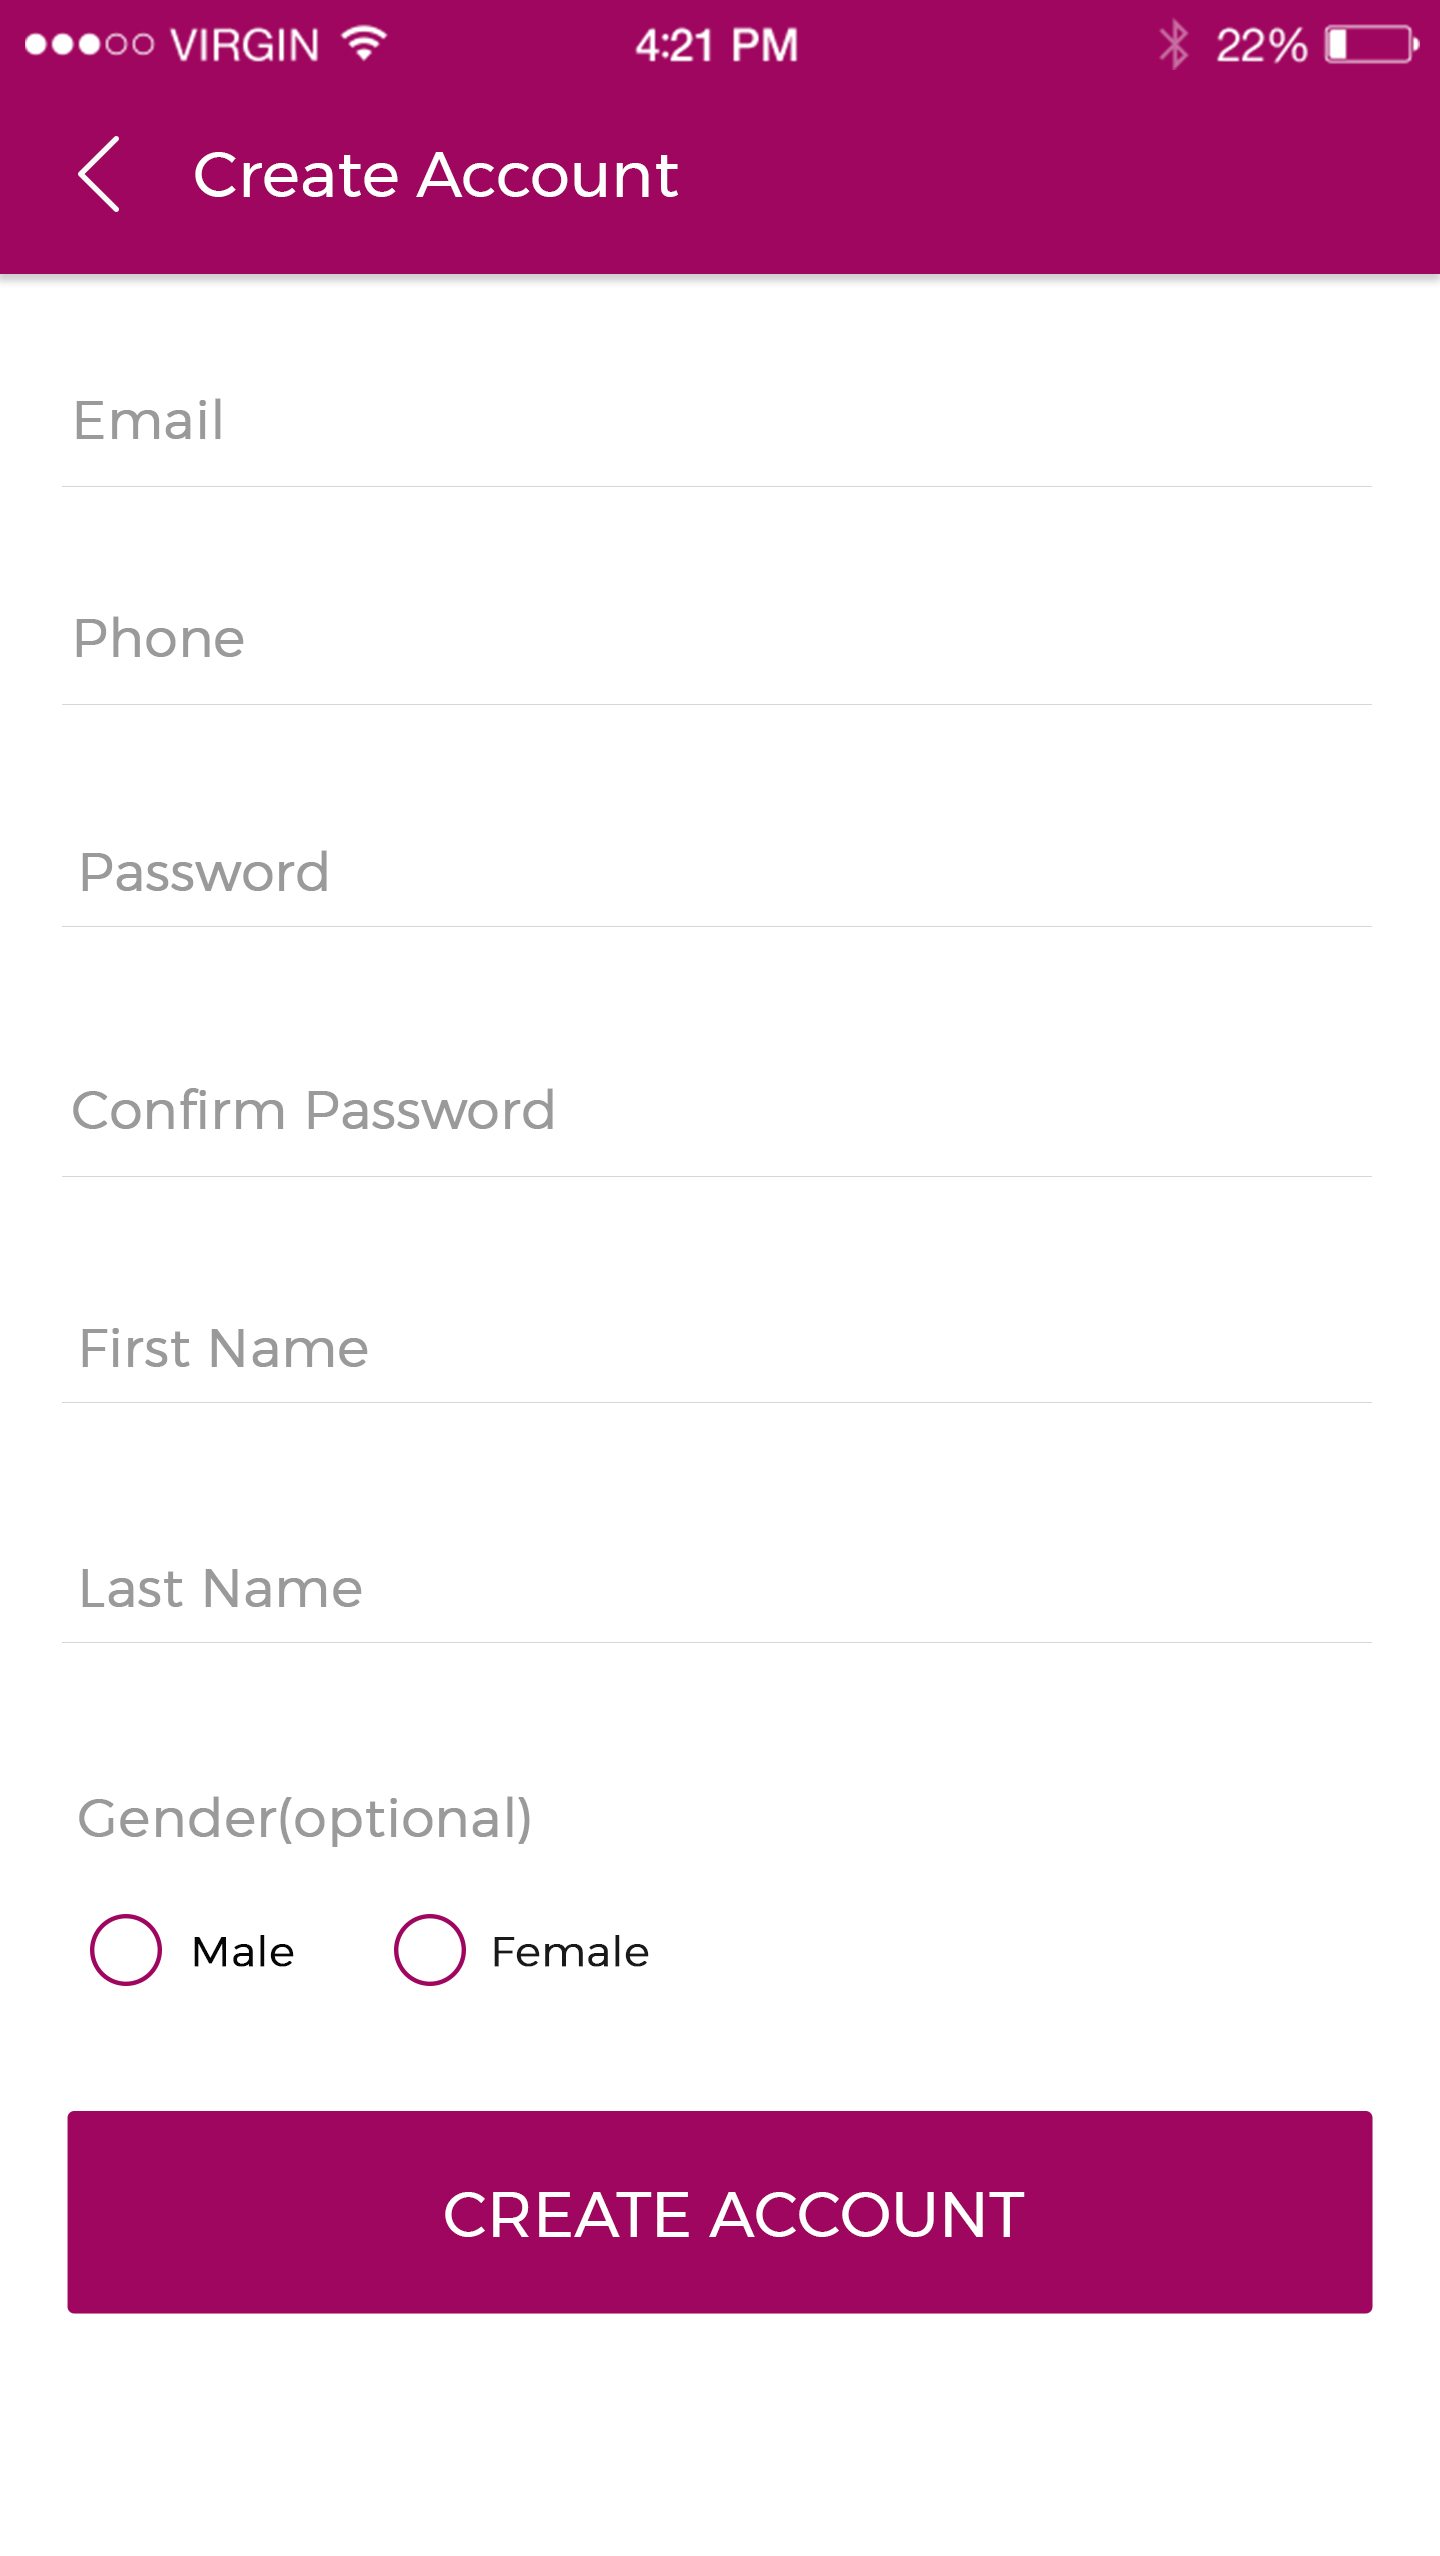 VIRGIN 4:21 PM 22%
Create Account
Email
Phone
Password
Confirm Password
First Name
Last Name
Gender(optional)
Male Female
CREATE ACCOUNT